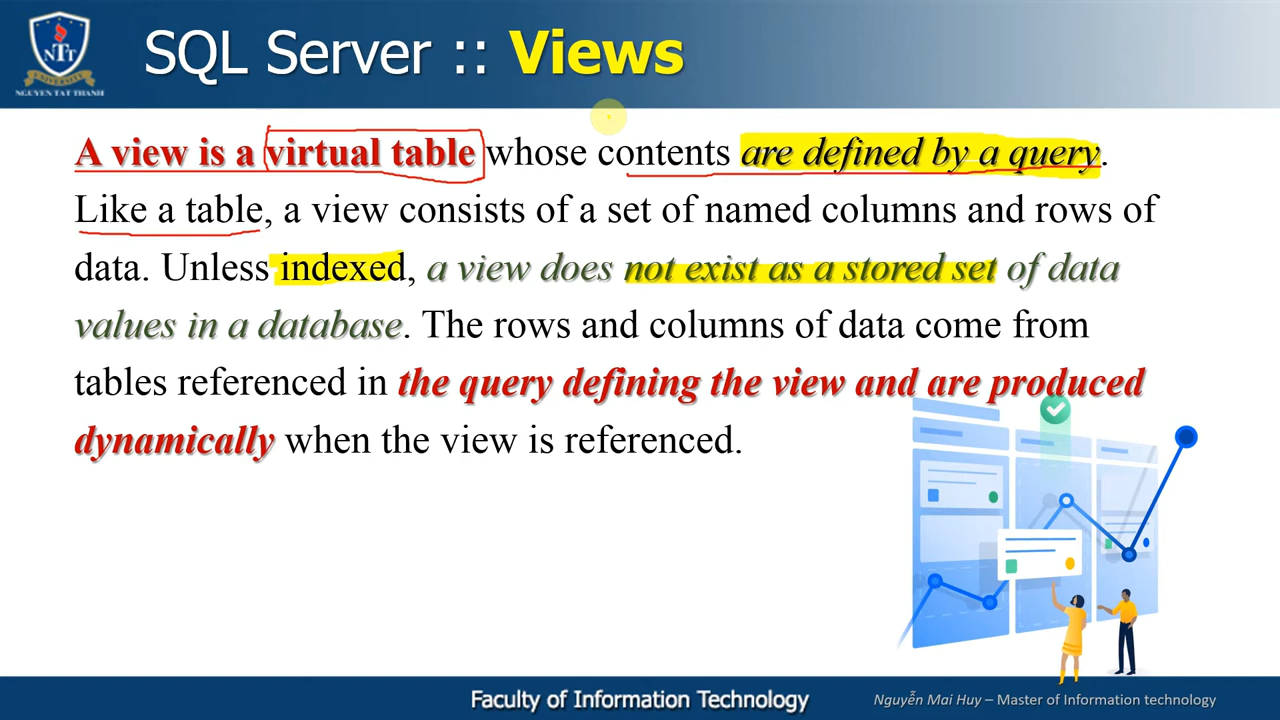 NTT
UNIVERSITY
NGUYEN TAT THANH
SQL Server :: Views
A view is a virtual table whose contents are defined by a query.
Like a table, a view consists of a set of named columns and rows of
data. Unless indexed, a view does not exist as a stored set of data
values in a database. The rows and columns of data come from
tables referenced in the query defining the view and are produced
dynamically when the view is referenced.
Faculty of Information Technology
Nguyễn Mai Huy – Master of Information technology